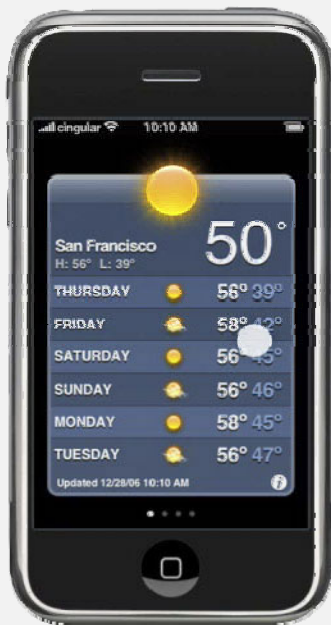 cingular 10:10 AM
50°
San Francisco
H: 56° L: 39°
THURSDAY 56° 39°
FRIDAY 58° 42°
SATURDAY 56° 45°
SUNDAY 56° 46°
MONDAY 58° 45°
TUESDAY 56° 47°
Updated 12/28/06 10:10 AM
i